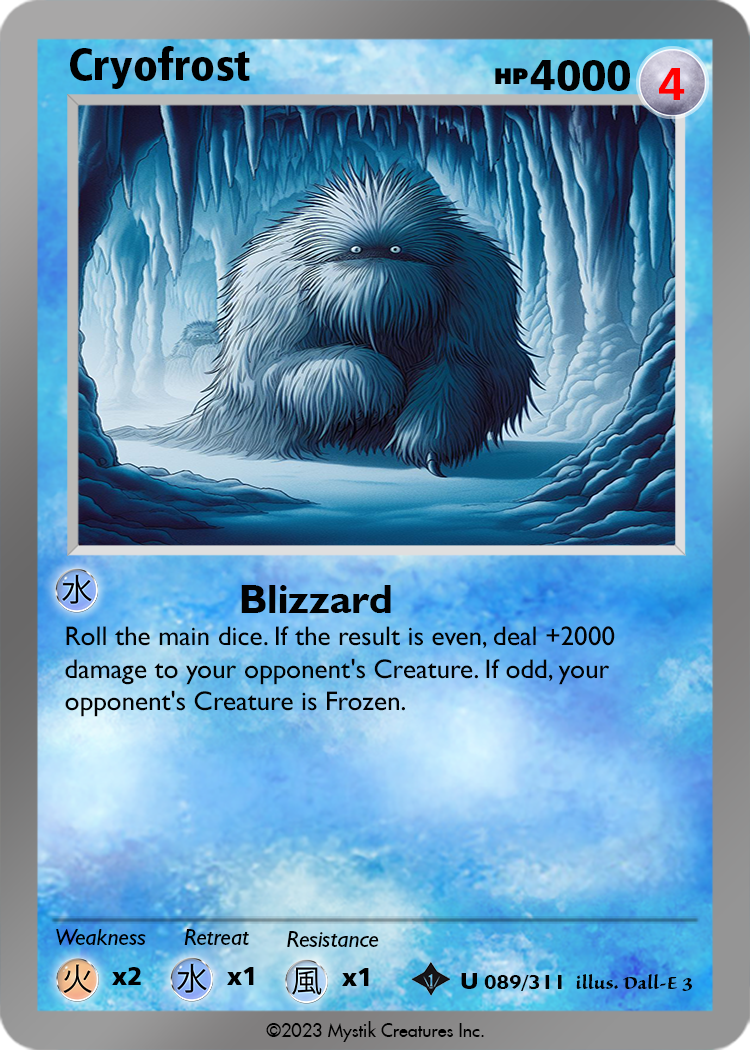 Cryofrost HP4000 4
水 Blizzard
Roll the main dice. If the result is even, deal +2000
damage to your opponent's Creature. If odd, your
opponent's Creature is Frozen.
Weakness Retreat Resistance
火 x2 水 x1 風 x1 1 U 089/311 illus. Dall-E 3
©2023 Mystik Creatures Inc.